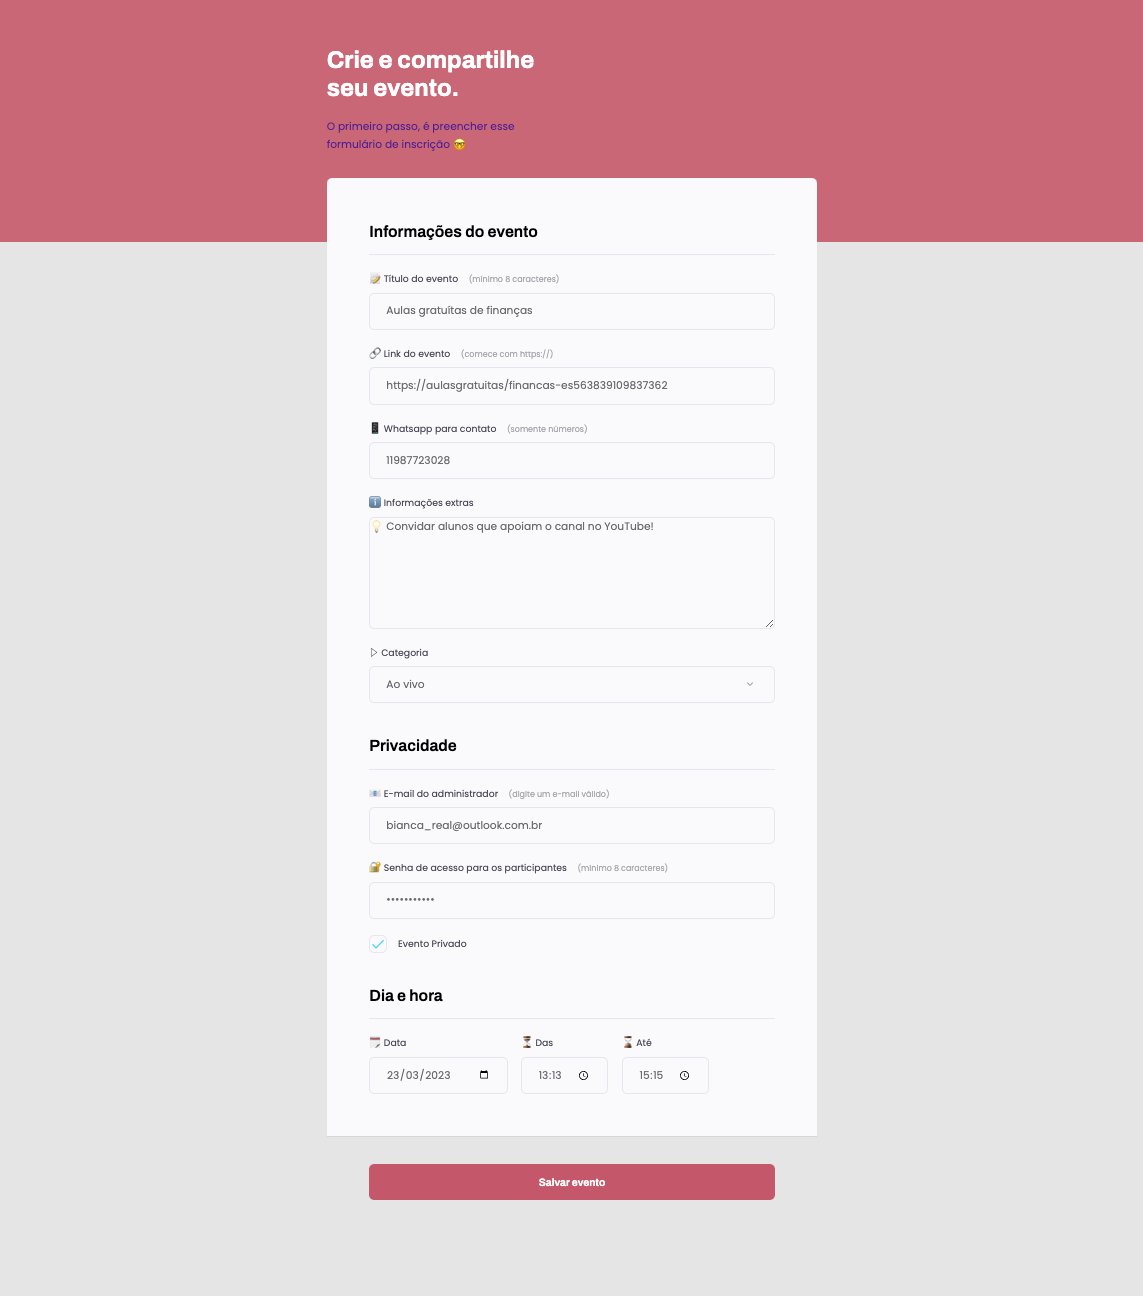 Crie e compartilhe
seu evento.
O primeiro passo, é preencher esse
formulário de inscrição 🤓
Informações do evento
📝 Título do evento (mínimo 8 caracteres)
Aulas gratuítas de finanças
🔗 Link do evento (comece com https://)
https://aulasgratuitas/financas-es563839109837362
📱 Whatsapp para contato (somente números)
11987723028
ℹ️ Informações extras
💡 Convidar alunos que apoiam o canal no YouTube!
▷ Categoria
Ao vivo
Privacidade
📧 E-mail do administrador (digite um e-mail válido)
bianca_real@outlook.com.br
🔐 Senha de acesso para os participantes (mínimo 8 caracteres)
•••••••••••
Evento Privado
Dia e hora
📅 Data ⏳ Das ⌛ Até
23/03/2023 13:13 15:15
Salvar evento